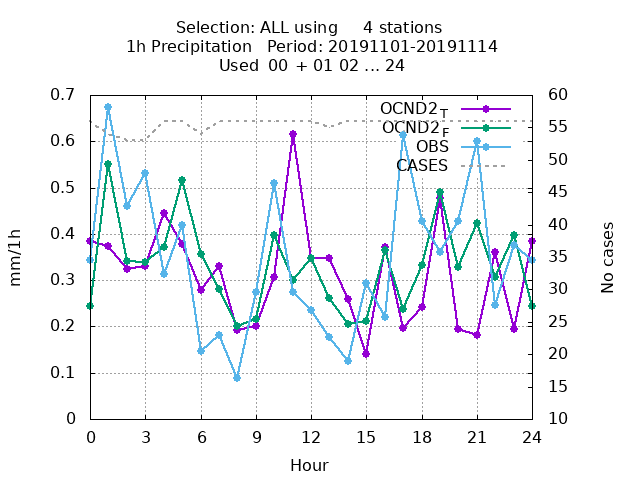 Selection: ALL using     4 stations
1h Precipitation   Period: 20191101-20191114
Used 00 + 01 02 ... 24
0.7
0.6
0.5
0.4
0.3
0.2
0.1
0
60
55
50
45
40
35
30
25
20
15
10
OCND2T
OCND2F
OBS
CASES
mm/1h
No cases
0 3 6 9 12 15 18 21 24
Hour